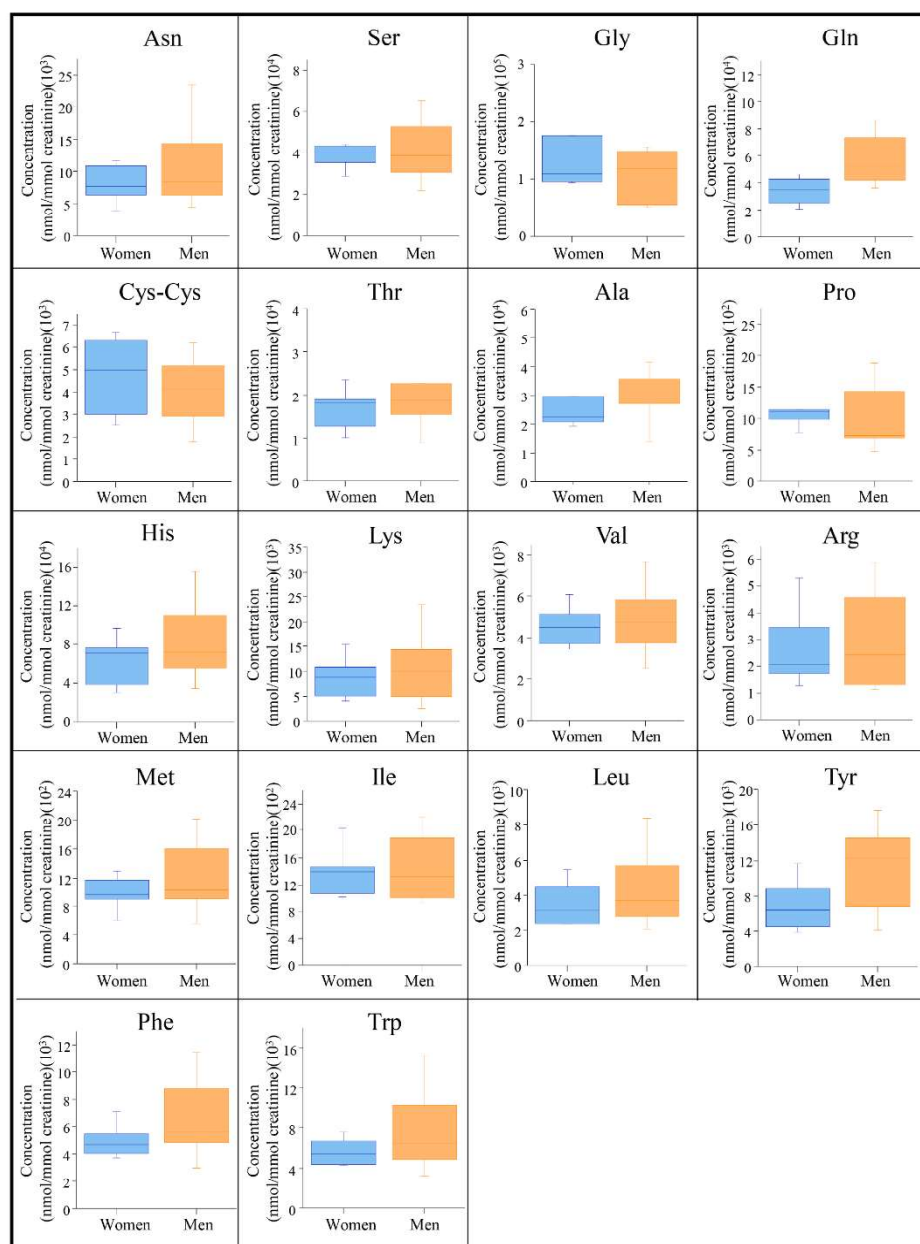 Asn
Concentration
(nmol/mmol creatinine)(10³)
25
20
15
10
5
0
Women Men
Ser
Concentration
(nmol/mmol creatinine)(10⁴)
8
6
4
2
0
Women Men
Gly
Concentration
(nmol/mmol creatinine)(10⁵)
3
2
1
0
Women Men
Gln
Concentration
(nmol/mmol creatinine)(10⁴)
12
10
8
6
4
2
0
Women Men
Cys-Cys
Concentration
(nmol/mmol creatinine)(10³)
7
6
5
4
3
2
1
0
Women Men
Thr
Concentration
(nmol/mmol creatinine)(10⁴)
4
3
2
1
0
Women Men
Ala
Concentration
(nmol/mmol creatinine)(10⁴)
6
5
4
3
2
1
0
Women Men
Pro
Concentration
(nmol/mmol creatinine)(10²)
25
20
15
10
5
0
Women Men
His
Concentration
(nmol/mmol creatinine)(10⁴)
16
12
8
4
0
Women Men
Lys
Concentration
(nmol/mmol creatinine)(10³)
35
30
25
20
15
10
5
0
Women Men
Val
Concentration
(nmol/mmol creatinine)(10³)
8
6
4
2
0
Women Men
Arg
Concentration
(nmol/mmol creatinine)(10³)
6
5
4
3
2
1
0
Women Men
Met
Concentration
(nmol/mmol creatinine)(10²)
24
20
16
12
8
4
0
Women Men
Ile
Concentration
(nmol/mmol creatinine)(10²)
24
20
16
12
8
4
0
Women Men
Leu
Concentration
(nmol/mmol creatinine)(10³)
10
8
6
4
2
0
Women Men
Tyr
Concentration
(nmol/mmol creatinine)(10³)
20
16
12
8
4
0
Women Men
Phe
Concentration
(nmol/mmol creatinine)(10³)
12
10
8
6
4
2
0
Women Men
Trp
Concentration
(nmol/mmol creatinine)(10³)
16
12
8
4
0
Women Men